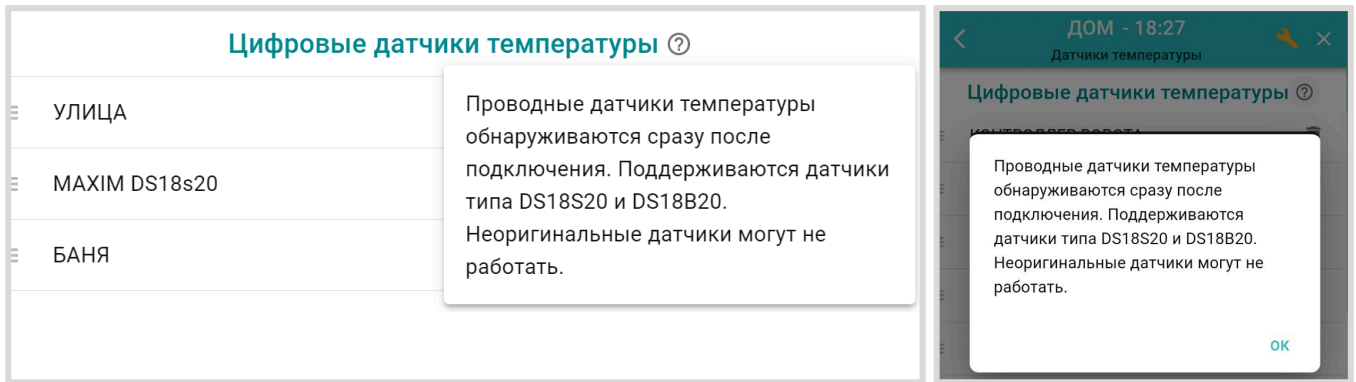 Цифровые датчики температуры ?
УЛИЦА
MAXIM DS18s20
БАНЯ
Проводные датчики температуры
обнаруживаются сразу после
подключения. Поддерживаются датчики
типа DS18S20 и DS18B20.
Неоригинальные датчики могут не
работать.
ДОМ - 18:27
Датчики температуры
Цифровые датчики температуры ?
КОНТРОЛЛЕР ВОРОТА
Проводные датчики температуры
обнаруживаются сразу после
подключения. Поддерживаются
датчики типа DS18S20 и DS18B20.
Неоригинальные датчики могут не
работать.
ОК